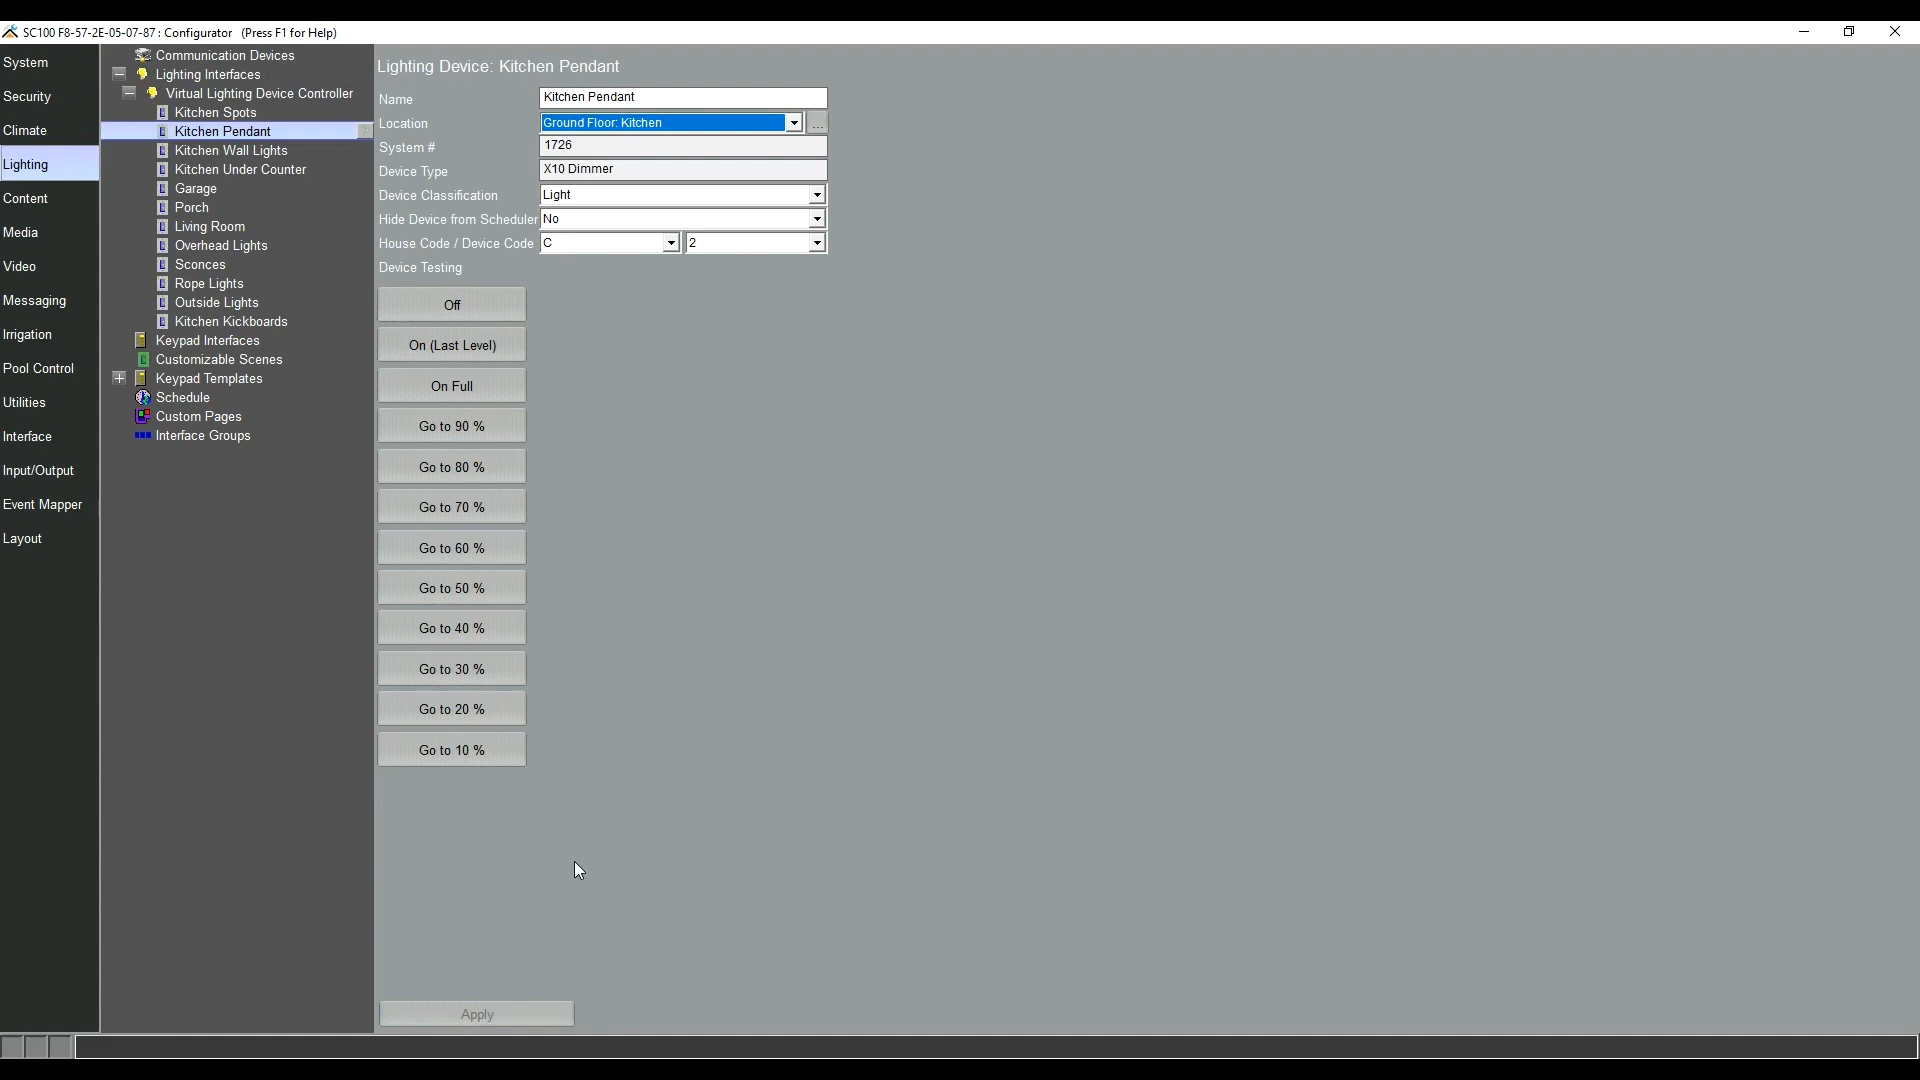 SC100 F8-57-2E-05-07-87 : Configurator (Press F1 for Help)
System
Security
Climate
Lighting
Content
Media
Video
Messaging
Irrigation
Pool Control
Utilities
Interface
Input/Output
Event Mapper
Layout
Communication Devices
Lighting Interfaces
Virtual Lighting Device Controller
Kitchen Spots
Kitchen Pendant
Kitchen Wall Lights
Kitchen Under Counter
Garage
Porch
Living Room
Overhead Lights
Sconces
Rope Lights
Outside Lights
Kitchen Kickboards
Keypad Interfaces
Customizable Scenes
Keypad Templates
Schedule
Custom Pages
Interface Groups
Lighting Device: Kitchen Pendant
Name Kitchen Pendant
Location Ground Floor: Kitchen ...
System # 1726
Device Type X10 Dimmer
Device Classification Light
Hide Device from Scheduler No
House Code / Device Code C 2
Device Testing
Off
On (Last Level)
On Full
Go to 90 %
Go to 80 %
Go to 70 %
Go to 60 %
Go to 50 %
Go to 40 %
Go to 30 %
Go to 20 %
Go to 10 %
Apply